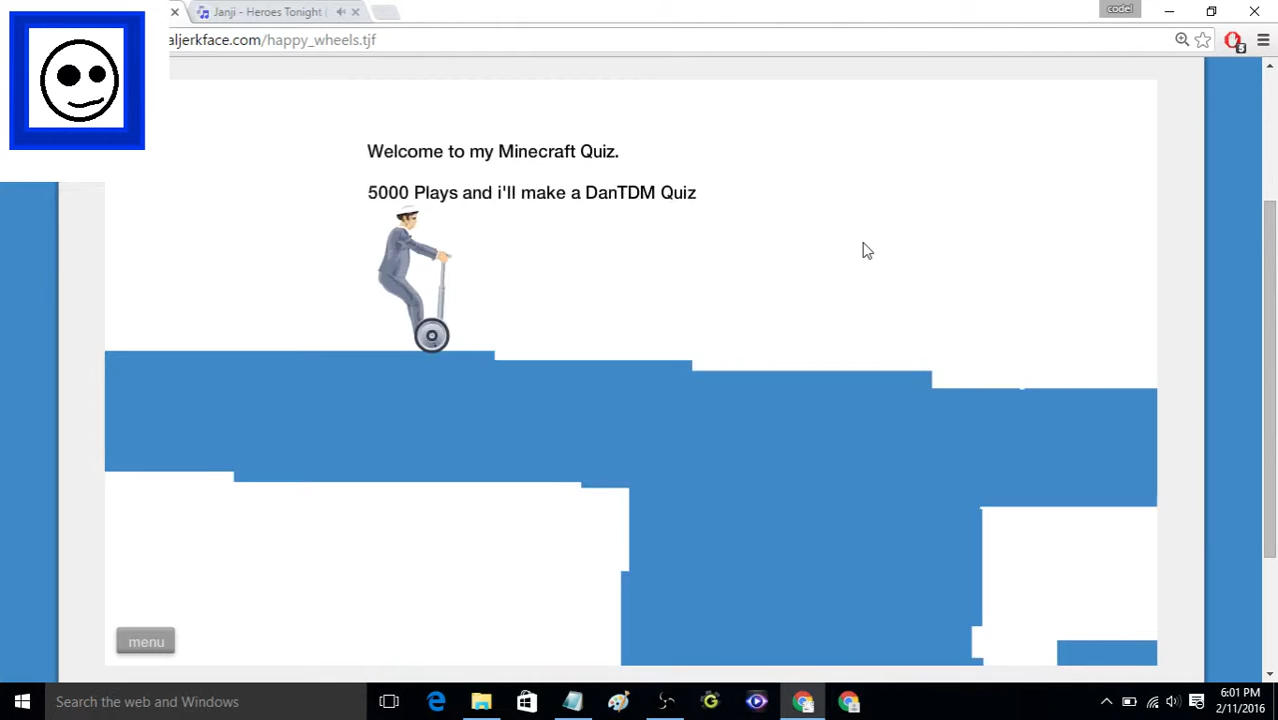 codel
Janji - Heroes Tonight (
aljerkface.com/happy_wheels.tjf
5
Welcome to my Minecraft Quiz.
5000 Plays and i'll make a DanTDM Quiz
menu
Search the web and Windows
6:01 PM
2/11/2016